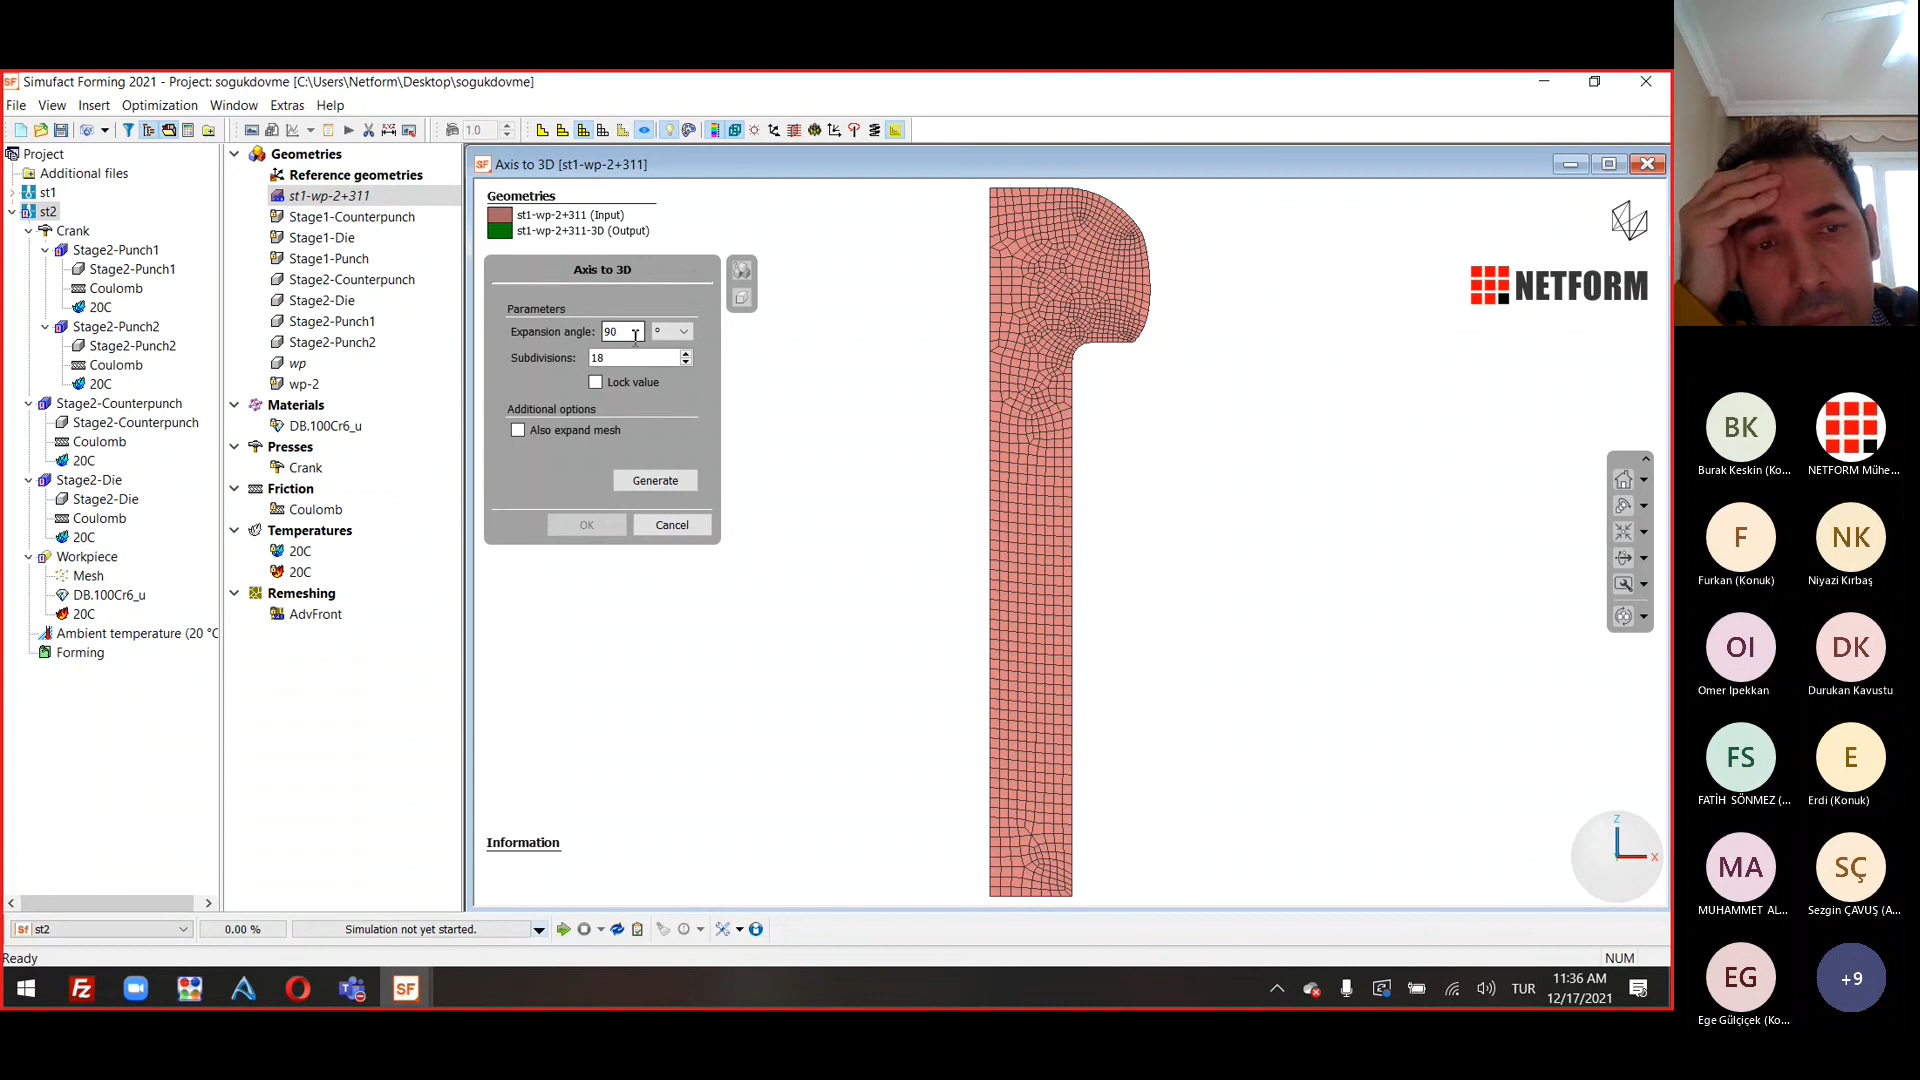 Simufact Forming 2021 - Project: sogukdovme [C:\Users\Netform\Desktop\sogukdovme]
File View Insert Optimization Window Extras Help
1.0
Project
Additional files
st1
st2
Crank
Stage2-Punch1
Stage2-Punch1
Coulomb
20C
Stage2-Punch2
Stage2-Punch2
Coulomb
20C
Stage2-Counterpunch
Stage2-Counterpunch
Coulomb
20C
Stage2-Die
Stage2-Die
Coulomb
20C
Workpiece
Mesh
DB.100Cr6_u
20C
Ambient temperature (20 °C
Forming
Geometries
Reference geometries
st1-wp-2+311
Stage1-Counterpunch
Stage1-Die
Stage1-Punch
Stage2-Counterpunch
Stage2-Die
Stage2-Punch1
Stage2-Punch2
wp
wp-2
Materials
DB.100Cr6_u
Presses
Crank
Friction
Coulomb
Temperatures
20C
20C
Remeshing
AdvFront
SF Axis to 3D [st1-wp-2+311]
Geometries
st1-wp-2+311 (Input)
st1-wp-2+311-3D (Output)
Axis to 3D
Parameters
Expansion angle: 90 °
Subdivisions: 18
Lock value
Additional options
Also expand mesh
Generate
OK Cancel
Information
NETFORM
Z
X
SF st2 0.00 % Simulation not yet started.
Ready NUM
SF
TUR
11:36 AM
12/17/2021
BK
Burak Keskin (Ko...
NETFORM Mühe...
F
Furkan (Konuk)
NK
Niyazi Kırbaş
OI
Omer Ipekkan
DK
Durukan Kavustu
FS
FATİH SÖNMEZ (...
E
Erdi (Konuk)
MA
MUHAMMET AL...
SÇ
Sezgin ÇAVUŞ (A...
EG
Ege Gülçiçek (Ko...
+9